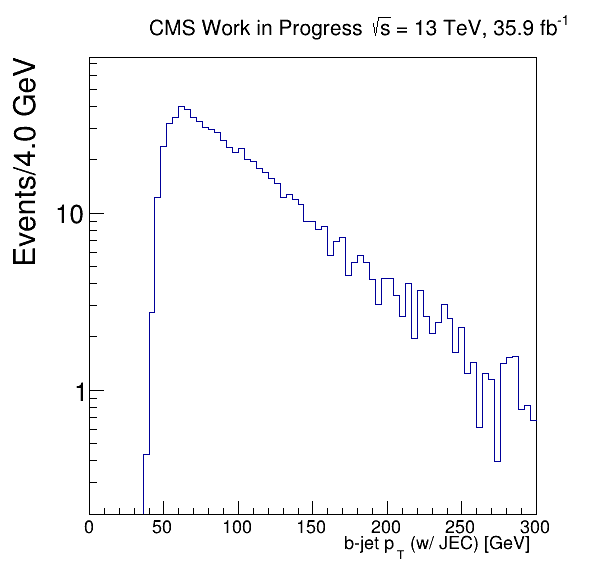 CMS Work in Progress √s = 13 TeV, 35.9 fb⁻¹
Events/4.0 GeV
10
1
0 50 100 150 200 250 300
b-jet p_T (w/ JEC) [GeV]